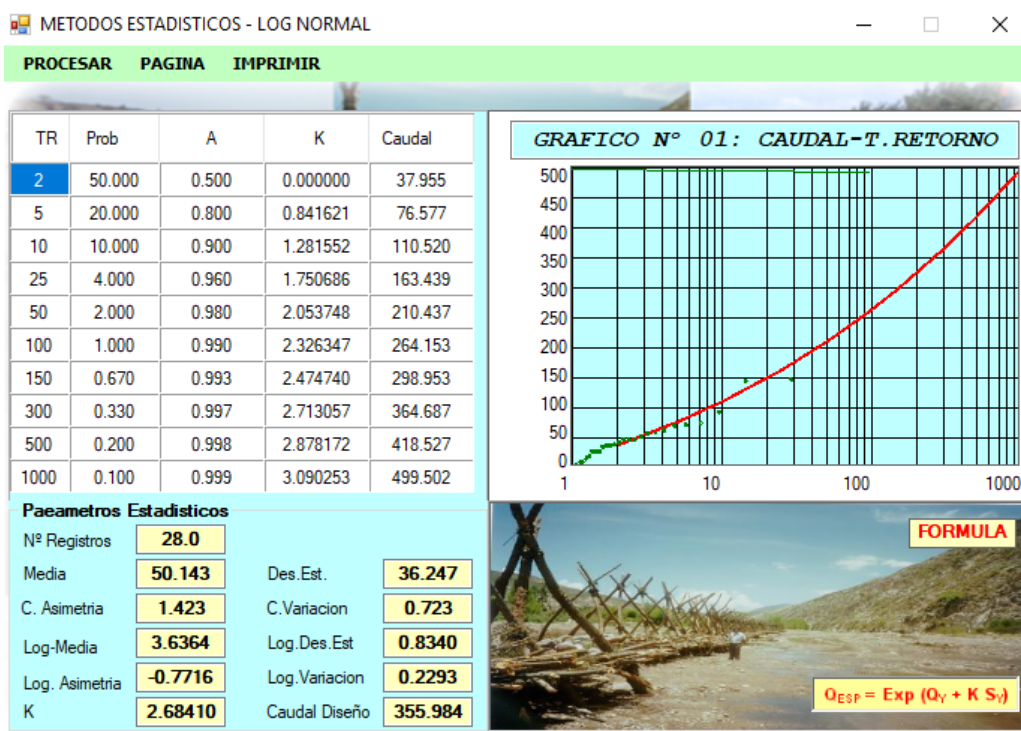 METODOS ESTADISTICOS - LOG NORMAL
PROCESAR PAGINA IMPRIMIR
TR Prob A K Caudal
2 50.000 0.500 0.000000 37.955
5 20.000 0.800 0.841621 76.577
10 10.000 0.900 1.281552 110.520
25 4.000 0.960 1.750686 163.439
50 2.000 0.980 2.053748 210.437
100 1.000 0.990 2.326347 264.153
150 0.670 0.993 2.474740 298.953
300 0.330 0.997 2.713057 364.687
500 0.200 0.998 2.878172 418.527
1000 0.100 0.999 3.090253 499.502
GRAFICO Nº 01: CAUDAL-T.RETORNO
500
450
400
350
300
250
200
150
100
50
0
1 10 100 1000
Paeametros Estadisticos
Nº Registros 28.0
Media 50.143 Des.Est. 36.247
C. Asimetria 1.423 C.Variacion 0.723
Log-Media 3.6364 Log.Des.Est 0.8340
Log. Asimetria -0.7716 Log.Variacion 0.2293
K 2.68410 Caudal Diseño 355.984
FORMULA
Q_ESP = Exp (Q_Y + K S_Y)